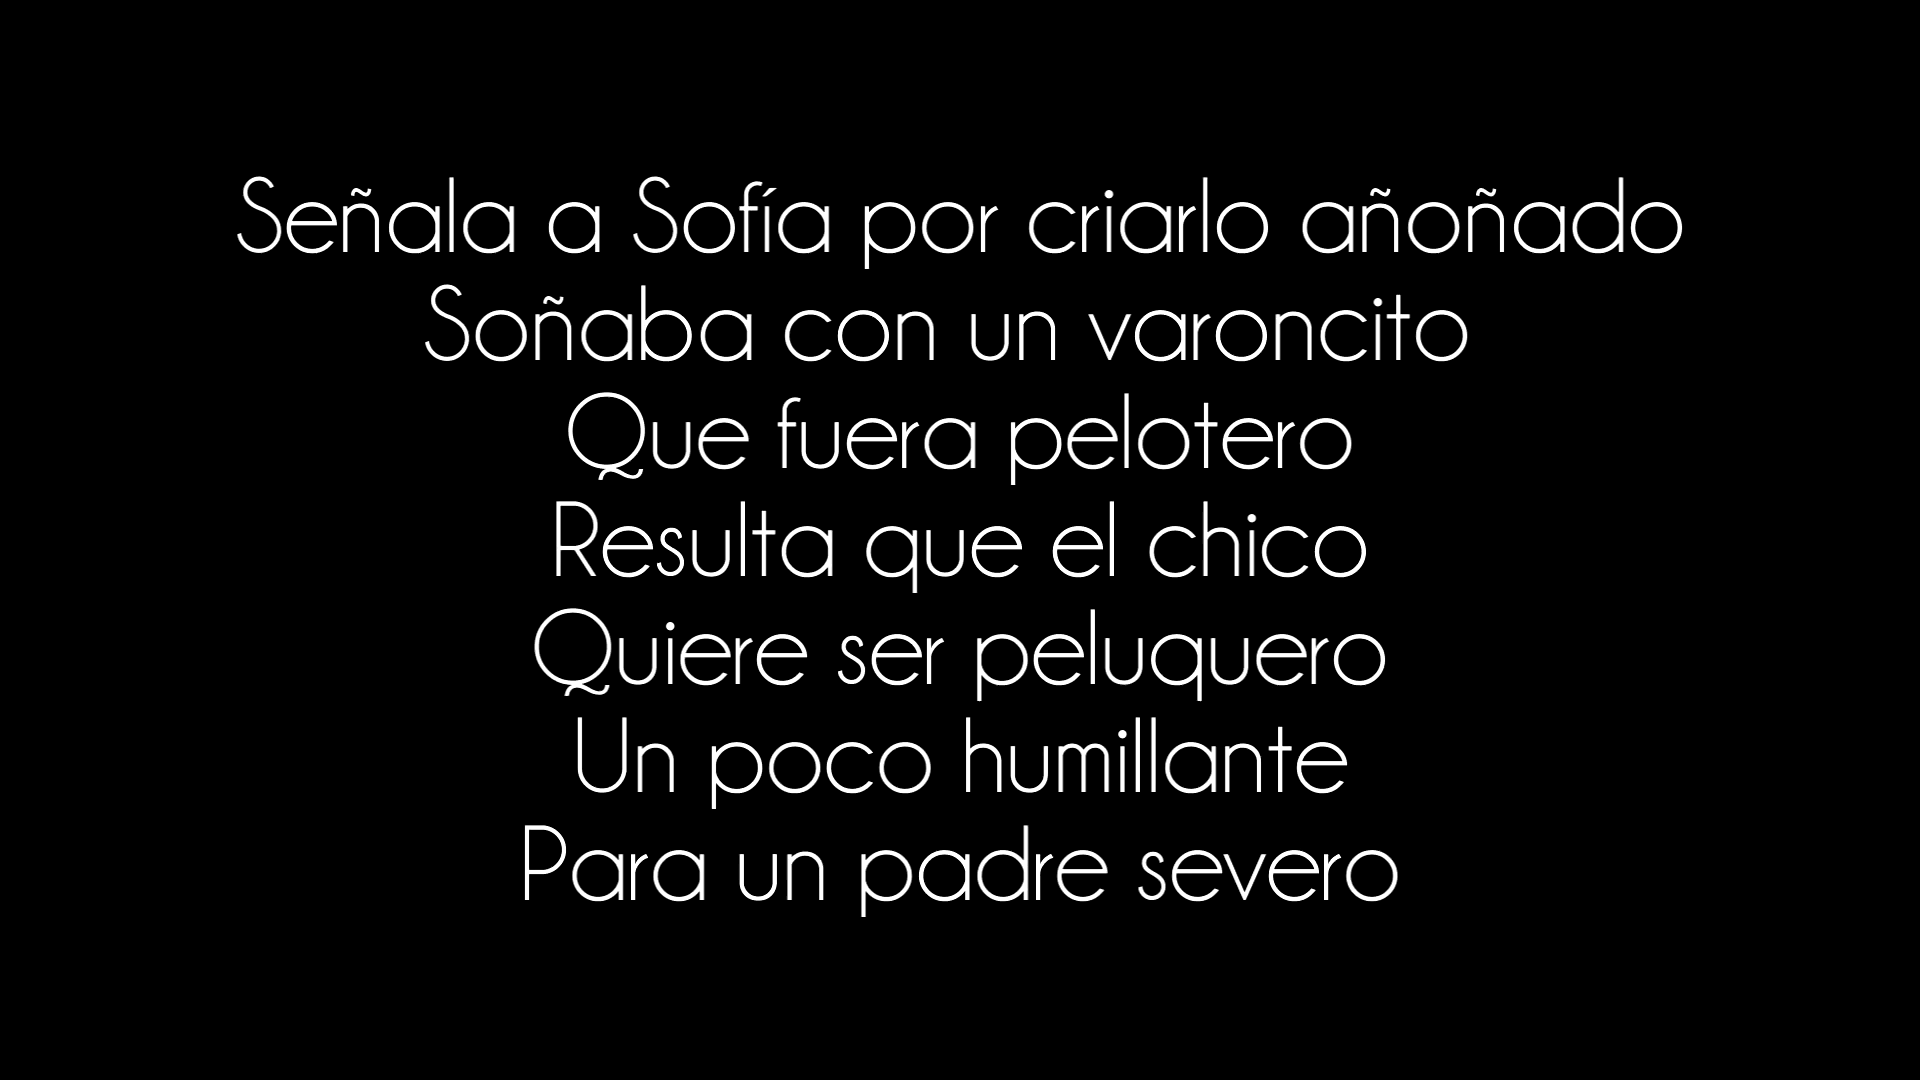 Señala a Sofía por criarlo añoñado
Soñaba con un varoncito
Que fuera pelotero
Resulta que el chico
Quiere ser peluquero
Un poco humillante
Para un padre severo